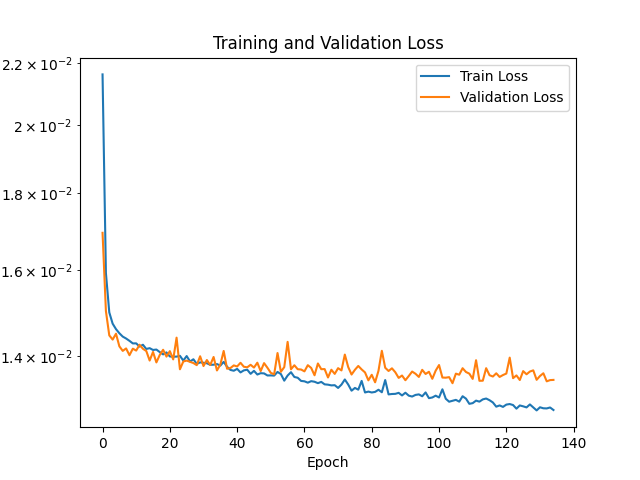 Training and Validation Loss
2.2 × 10⁻²
2 × 10⁻²
1.8 × 10⁻²
1.6 × 10⁻²
1.4 × 10⁻²
Train Loss
Validation Loss
0 20 40 60 80 100 120 140
Epoch